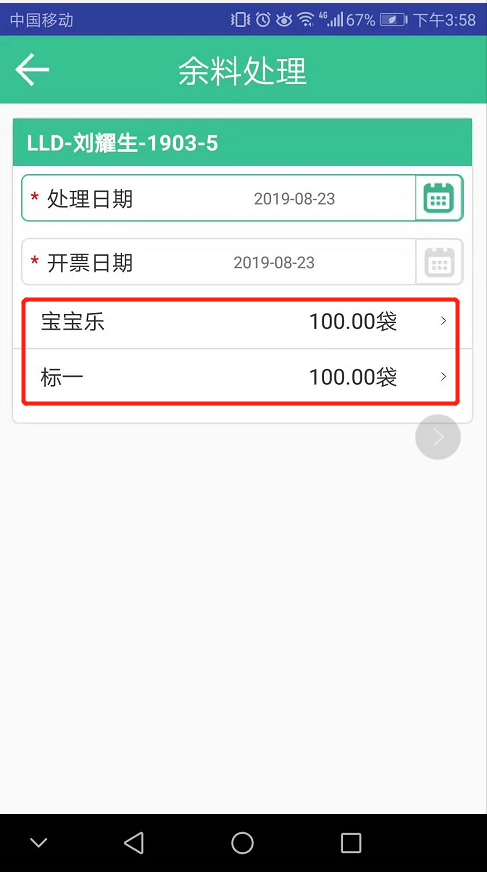 中国移动 4G 67% 下午3:58
余料处理
LLD-刘耀生-1903-5
* 处理日期 2019-08-23
* 开票日期 2019-08-23
宝宝乐 100.00袋 >
标一 100.00袋 >